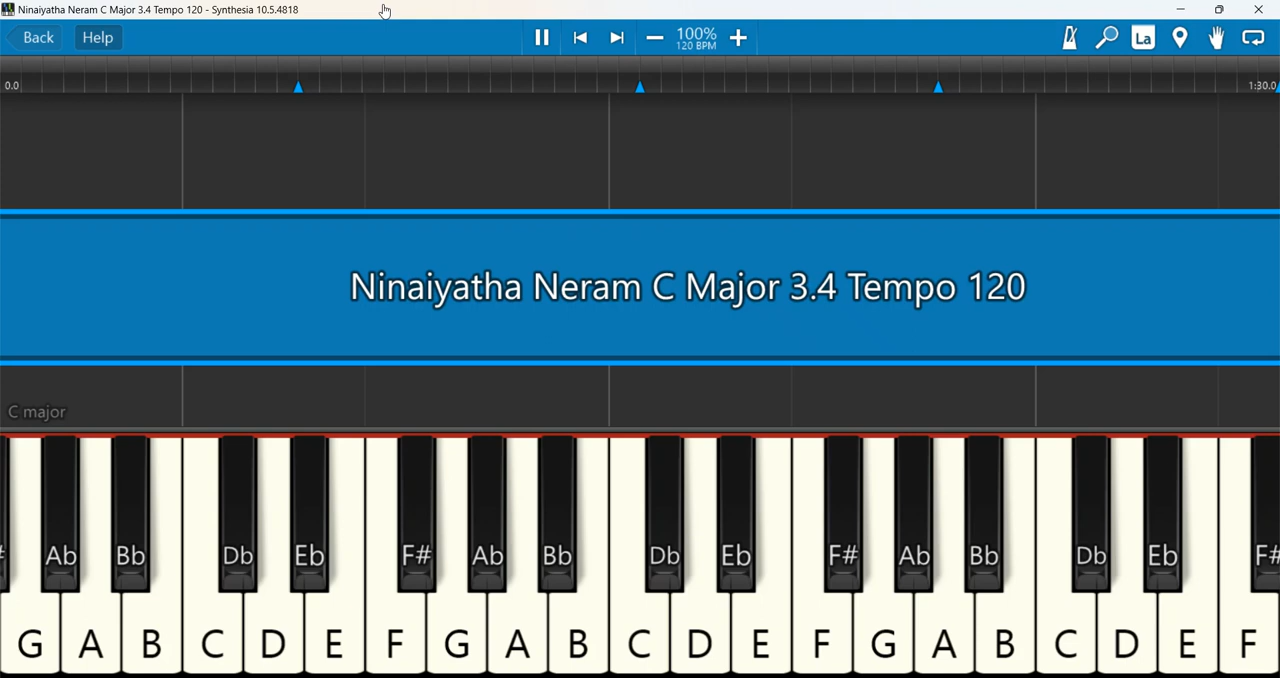 Ninaiyatha Neram C Major 3.4 Tempo 120 - Synthesia 10.5.4818
Back Help 100% La
120 BPM
0.0 1:30.0
Ninaiyatha Neram C Major 3.4 Tempo 120
C major
# Ab Bb Db Eb F# Ab Bb Db Eb F# Ab Bb Db Eb F#
G A B C D E F G A B C D E F G A B C D E F